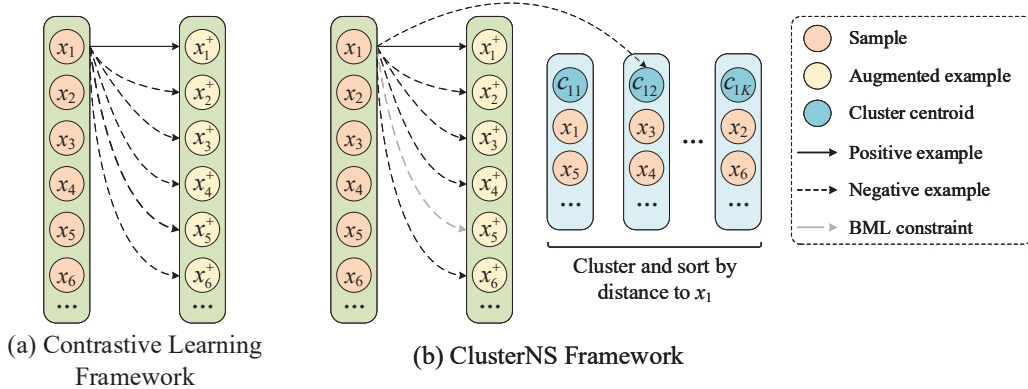 x₁
x₂
x₃
x₄
x₅
x₆
...
x₁⁺
x₂⁺
x₃⁺
x₄⁺
x₅⁺
x₆⁺
...
(a) Contrastive Learning
Framework
x₁
x₂
x₃
x₄
x₅
x₆
...
x₁⁺
x₂⁺
x₃⁺
x₄⁺
x₅⁺
x₆⁺
...
c₁₁
x₁
x₅
...
c₁₂
x₃
x₄
...
...
c₁K
x₂
x₆
...
Cluster and sort by
distance to x₁
(b) ClusterNS Framework
Sample
Augmented example
Cluster centroid
Positive example
Negative example
BML constraint